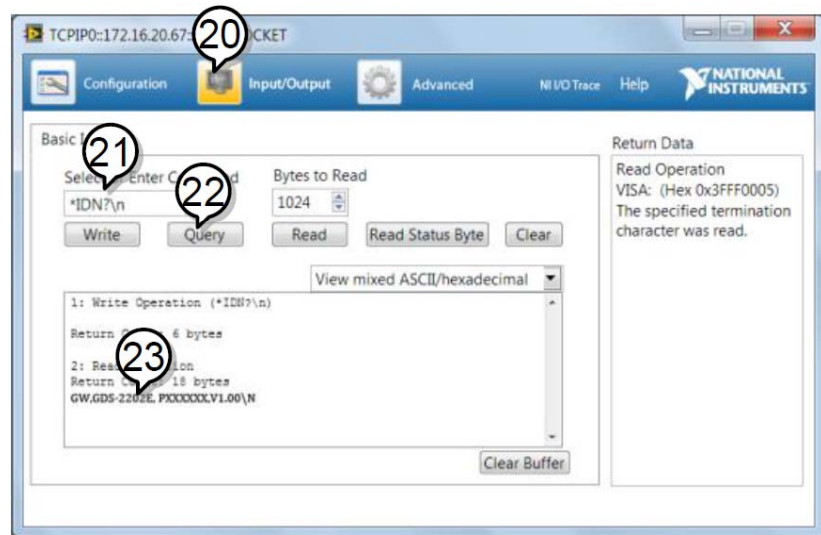 TCPIP0::172.16.20.67: CKET
20
Configuration Input/Output Advanced NI I/O Trace Help NATIONAL INSTRUMENTS
Basic
21
Enter
22
Bytes to Read
*IDN?\n
1024
Write Query Read Read Status Byte Clear
View mixed ASCII/hexadecimal
1: Write Operation (*IDN?\n)
Return 6 bytes
2:
23
Return 18 bytes
GW,GDS-2202E, PXXXXXX,V1.00\N
Clear Buffer
Return Data
Read Operation
VISA: (Hex 0x3FFF0005)
The specified termination
character was read.